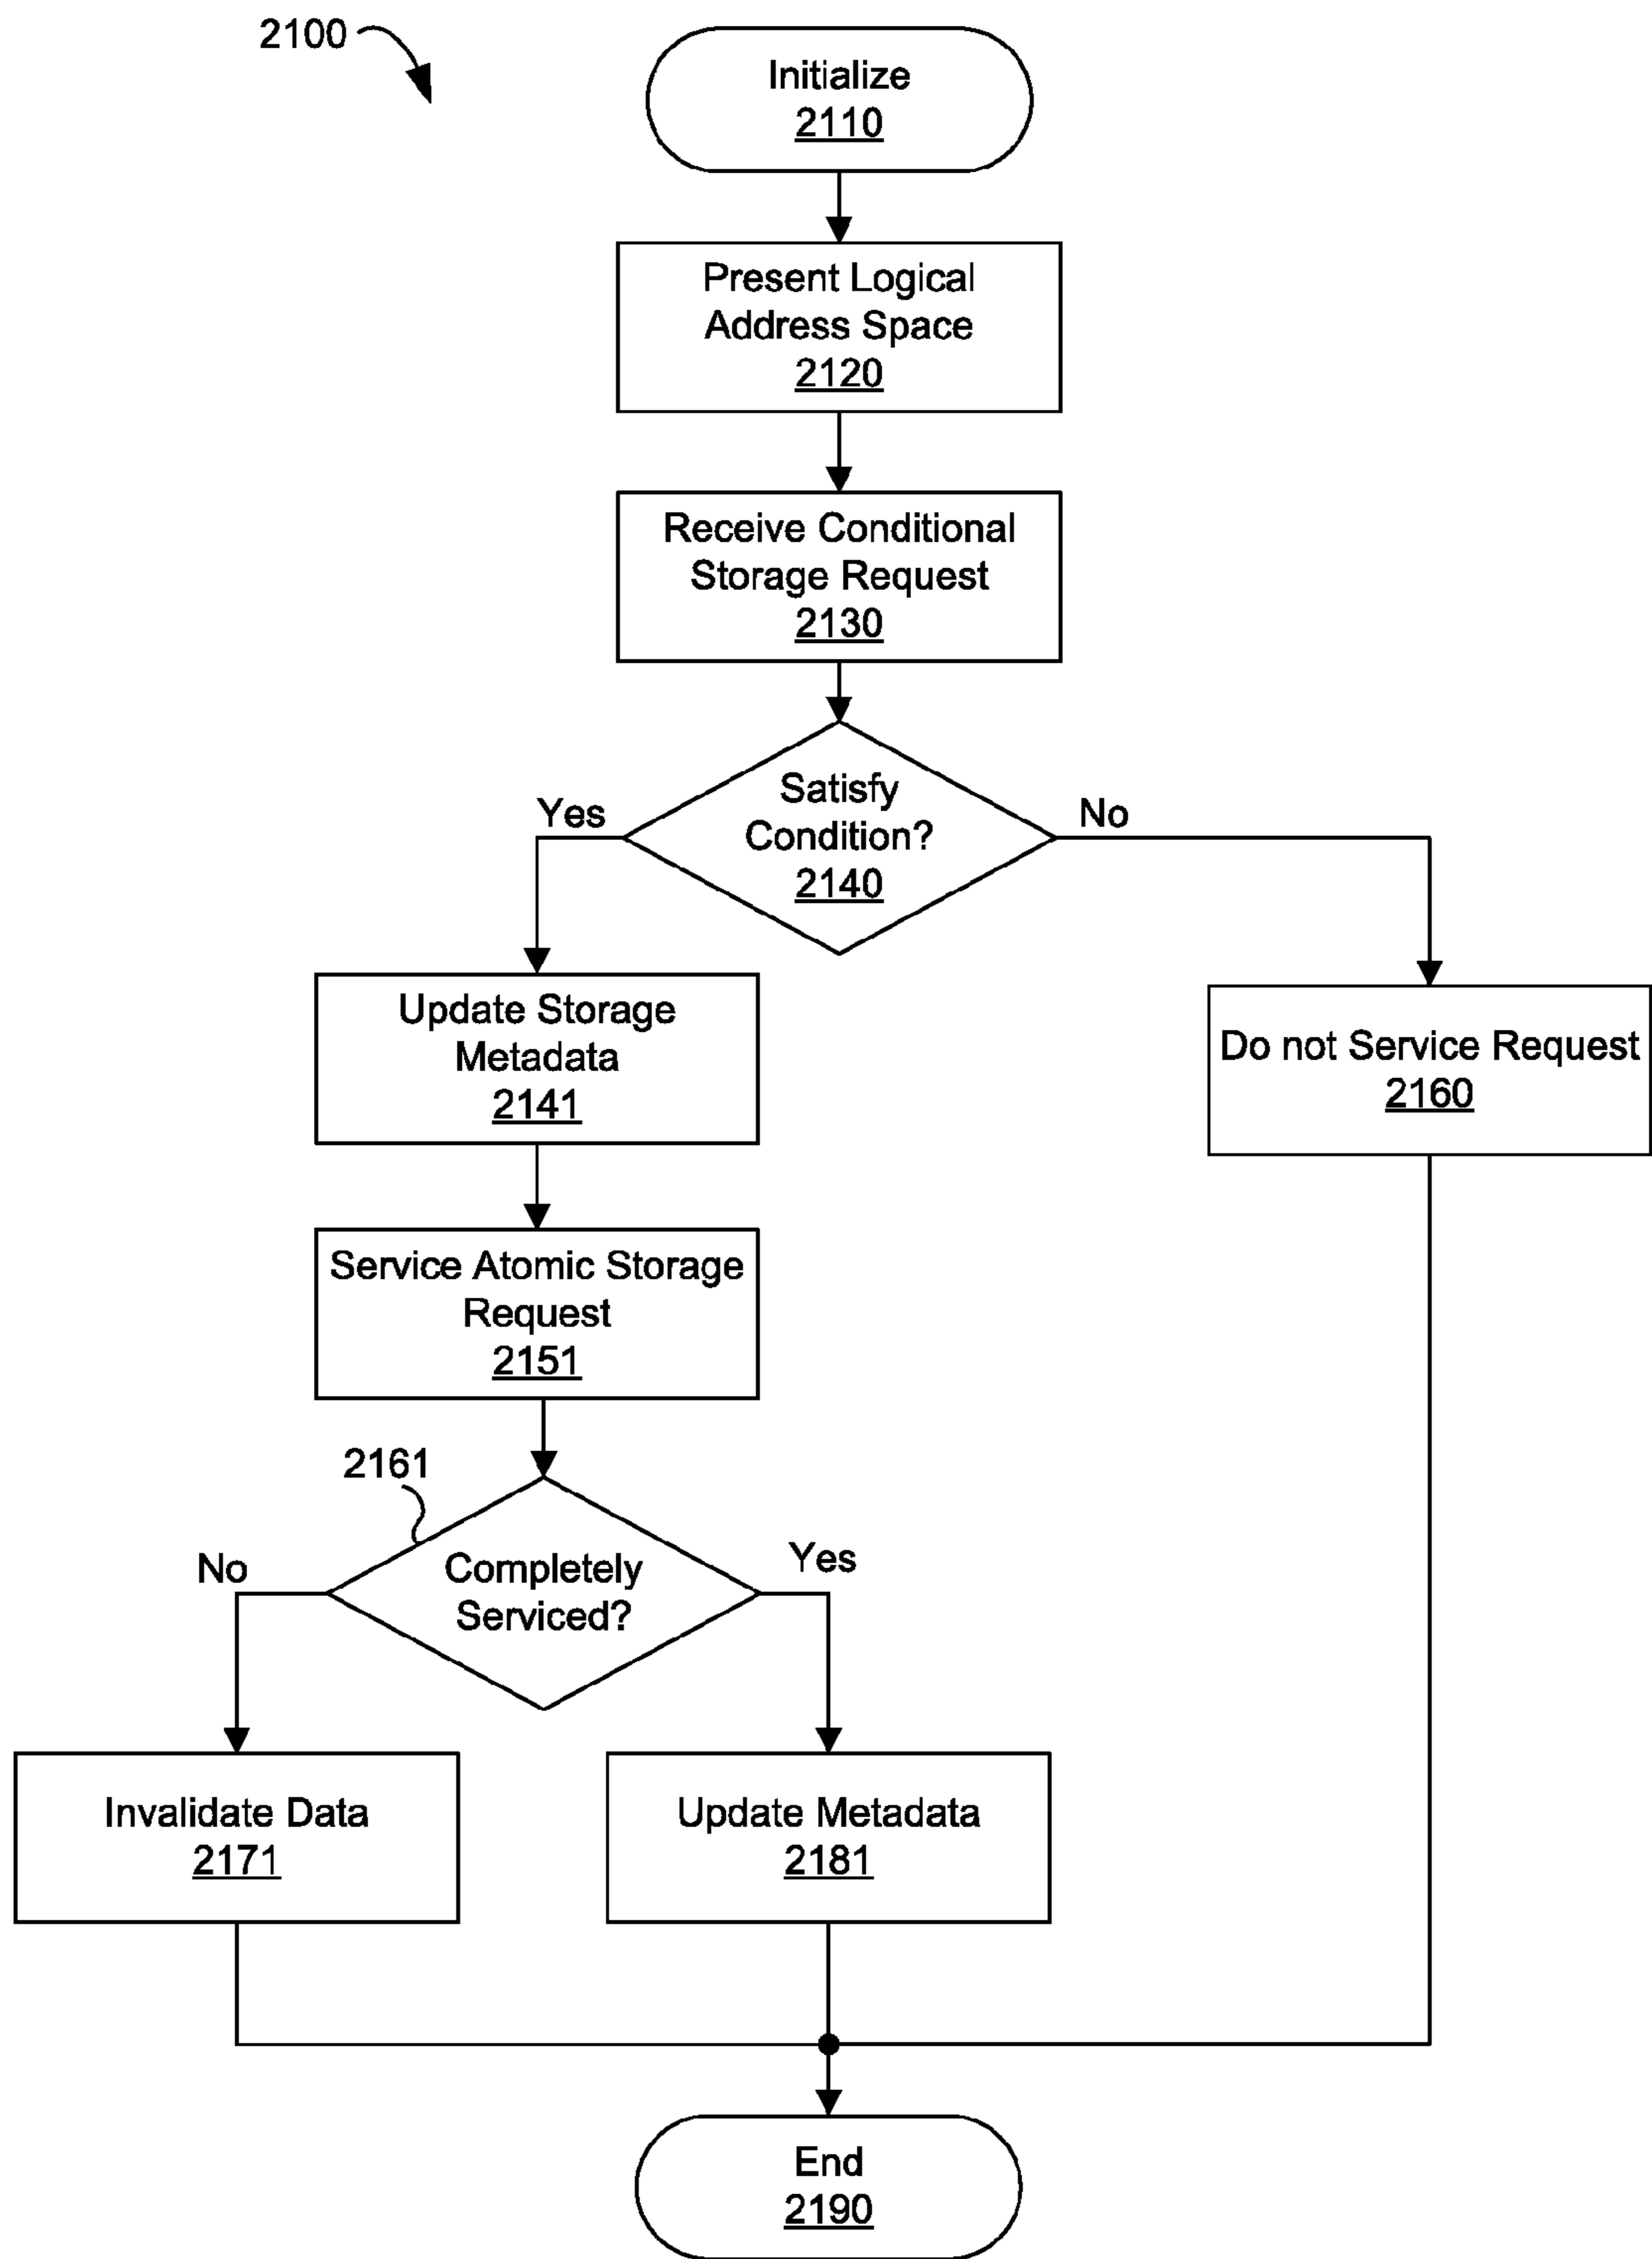 2100
Initialize
2110
Present Logical
Address Space
2120
Receive Conditional
Storage Request
2130
Satisfy
Condition?
2140
Yes
No
Update Storage
Metadata
2141
Do not Service Request
2160
Service Atomic Storage
Request
2151
2161
Completely
Serviced?
No
Yes
Invalidate Data
2171
Update Metadata
2181
End
2190